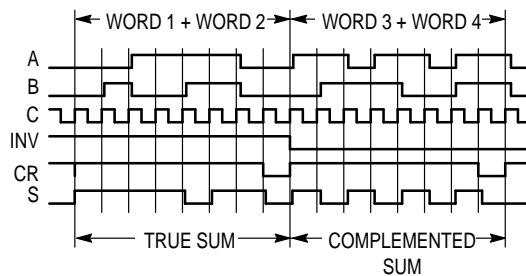 WORD 1 + WORD 2 WORD 3 + WORD 4
A
B
C
INV
CR
S
TRUE SUM COMPLEMENTED
SUM